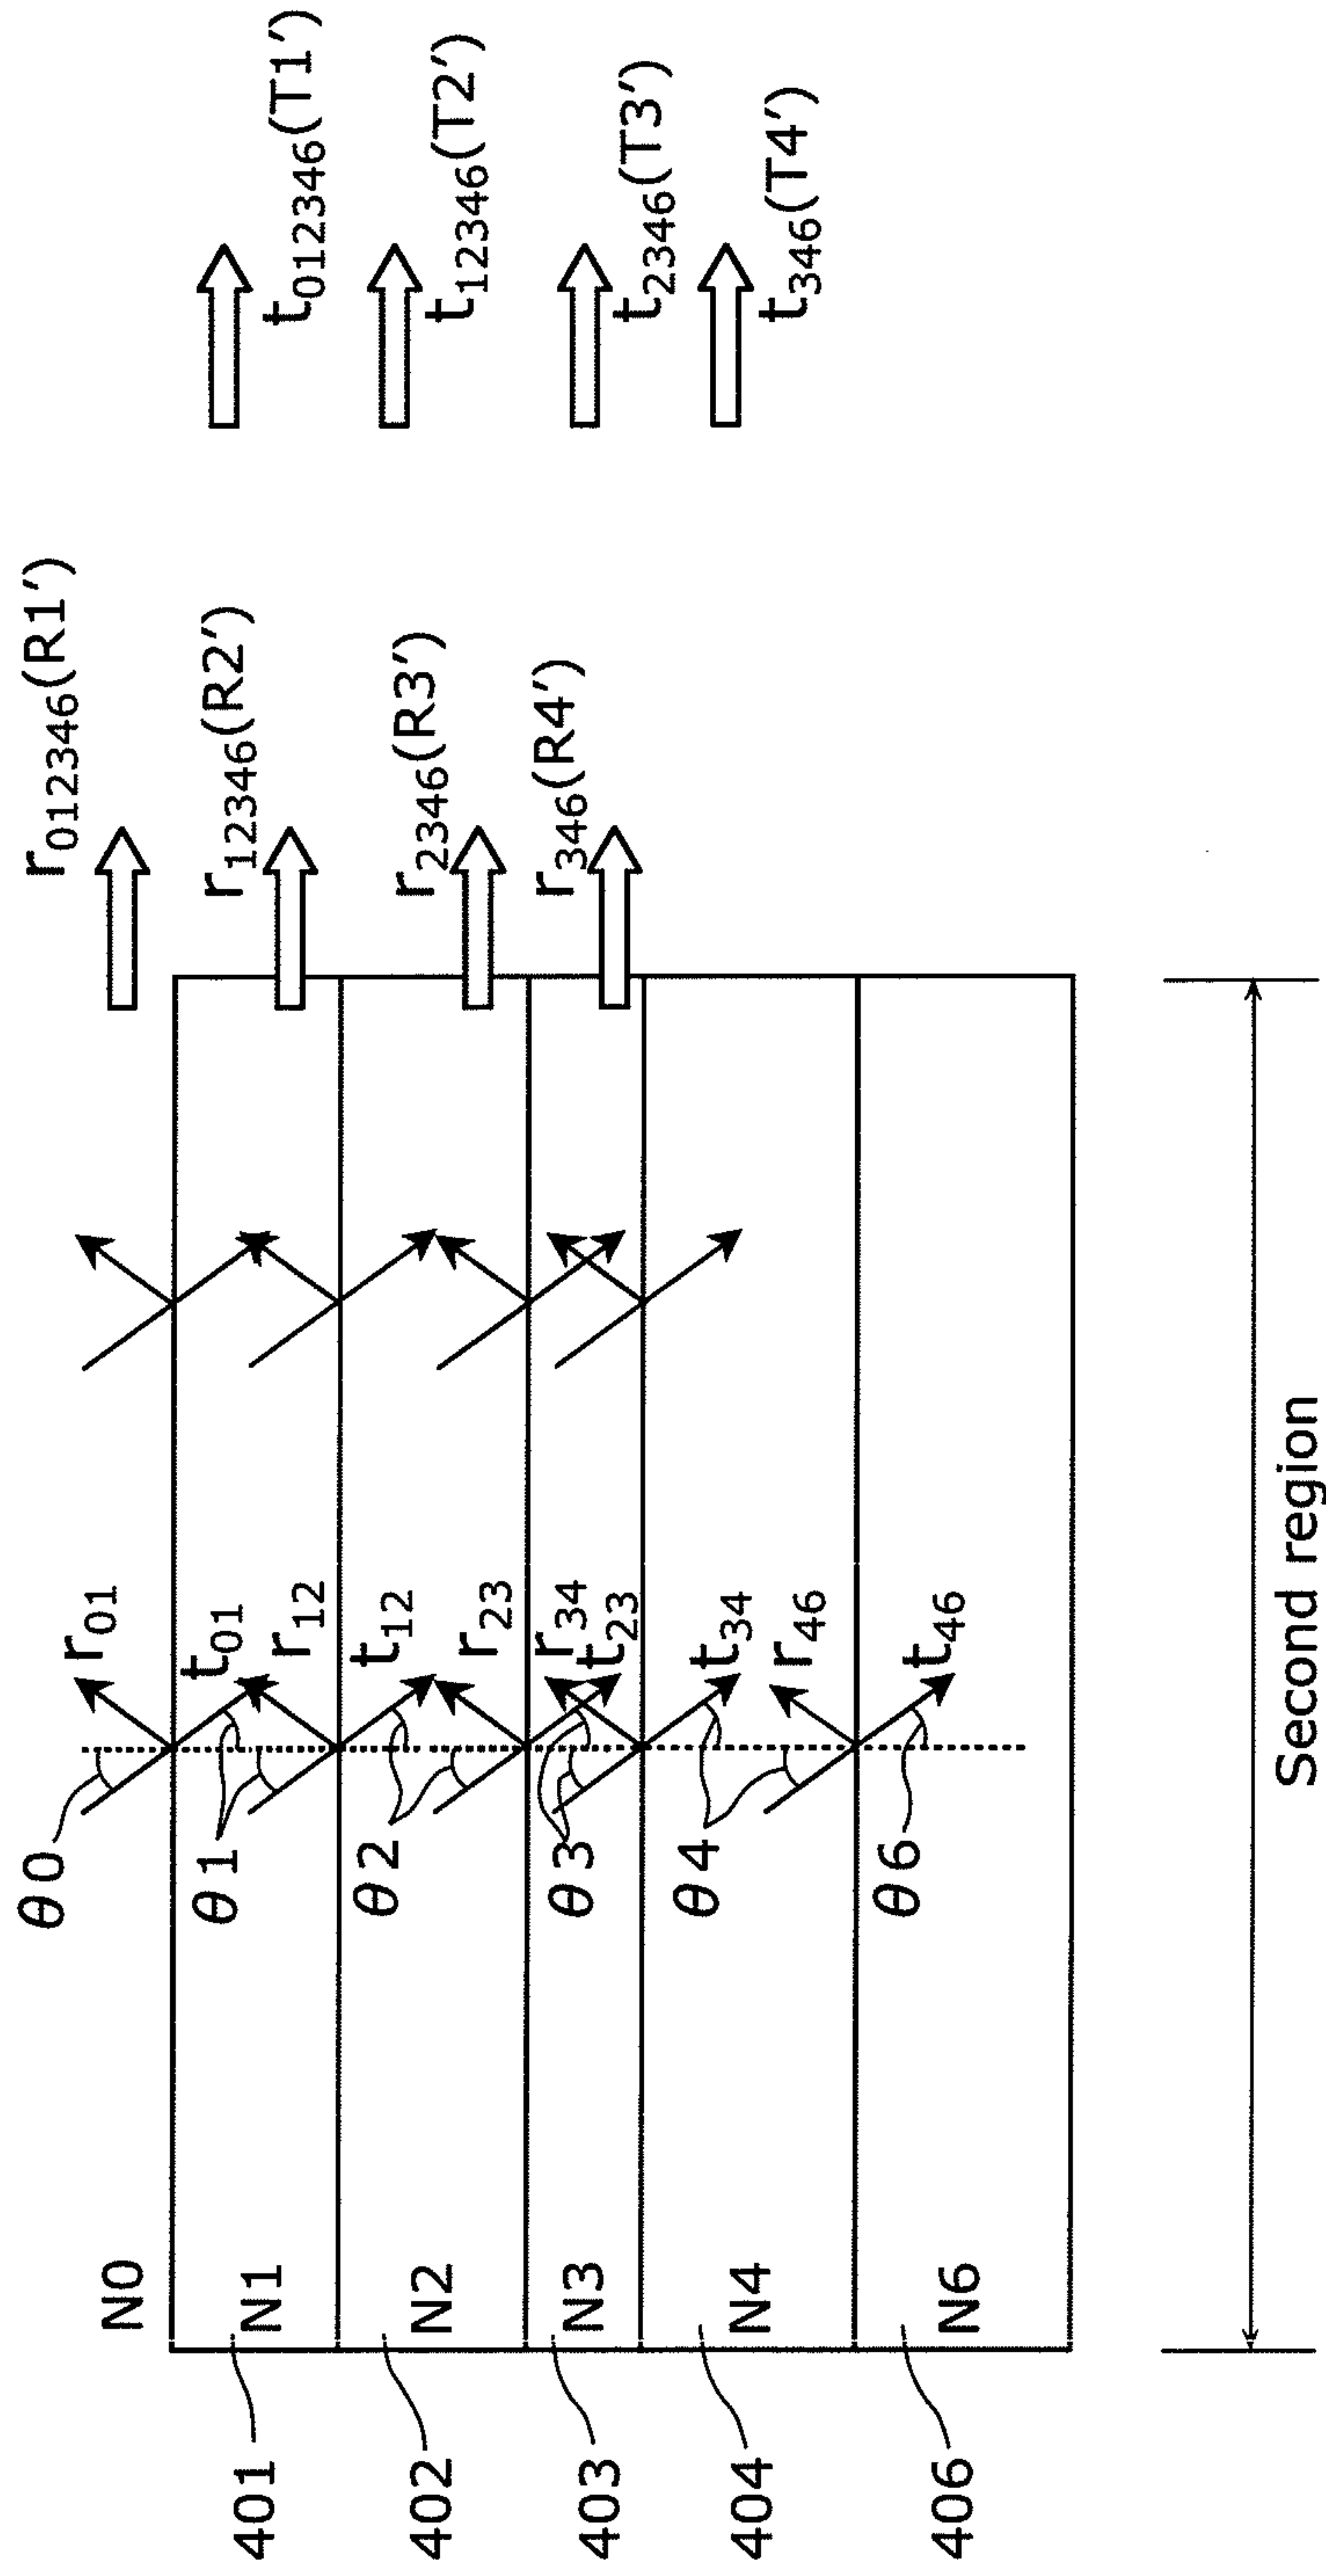 r012346(R1′)
r12346(R2′)
r2346(R3′)
r346(R4′)
t012346(T1′)
t12346(T2′)
t2346(T3′)
t346(T4′)
N0
θ0
r01
401
N1
θ1
t01
r12
402
N2
θ2
t12
r23
403
N3
θ3
r34
t23
404
N4
θ4
t34
r46
406
N6
θ6
t46
Second region